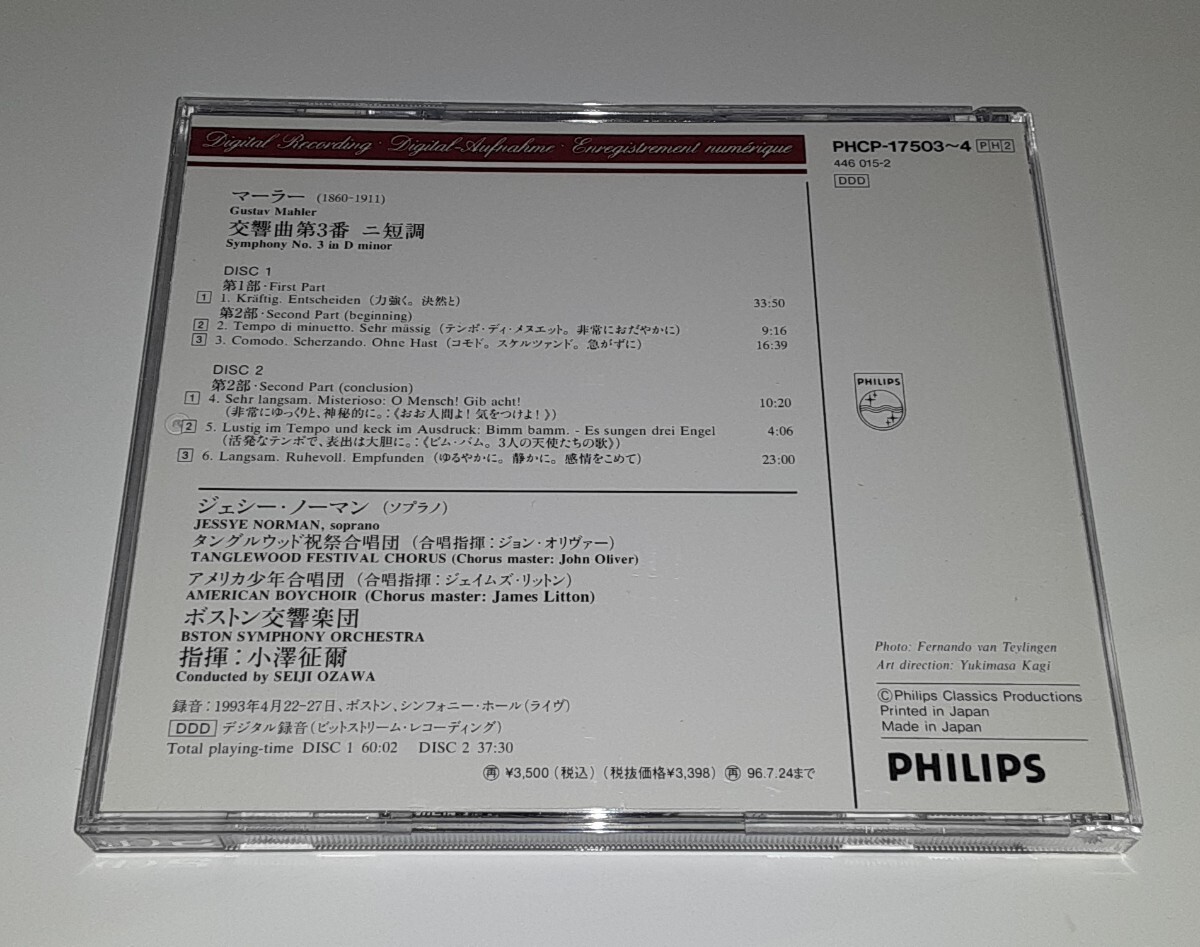 Digital Recording · Digital-Aufnahme · Enregistrement numérique
PHCP-17503~4 PH2
446 015-2
DDD
マーラー (1860-1911)
Gustav Mahler
交響曲第3番 ニ短調
Symphony No. 3 in D minor
DISC 1
第1部·First Part
1 1. Kräftig. Entscheiden (力強く。決然と) 33:50
第2部·Second Part (beginning)
2 2. Tempo di minuetto. Sehr mässig (テンポ·ディ·メヌエット。非常におだやかに) 9:16
3 3. Comodo. Scherzando. Ohne Hast (コモド。スケルツァンド。急がずに) 16:39
DISC 2
第2部·Second Part (conclusion)
1 4. Sehr langsam. Misterioso: O Mensch! Gib acht! 10:20
(非常にゆっくりと、神秘的に。:《おお人間よ!気をつけよ!》)
2 5. Lustig im Tempo und keck im Ausdruck: Bimm bamm. - Es sungen drei Engel 4:06
(活発なテンポで、表出は大胆に。:《ビム·バム。3人の天使たちの歌》)
3 6. Langsam. Ruhevoll. Empfunden (ゆるやかに。静かに。感情をこめて) 23:00
PHILIPS
ジェシー·ノーマン (ソプラノ)
JESSYE NORMAN, soprano
タングルウッド祝祭合唱団 (合唱指揮:ジョン·オリヴァー)
TANGLEWOOD FESTIVAL CHORUS (Chorus master: John Oliver)
アメリカ少年合唱団 (合唱指揮:ジェイムズ·リットン)
AMERICAN BOYCHOIR (Chorus master: James Litton)
ボストン交響楽団
BSTON SYMPHONY ORCHESTRA
指揮:小澤征爾
Conducted by SEIJI OZAWA
録音:1993年4月22-27日、ボストン、シンフォニー·ホール(ライヴ)
DDD デジタル録音(ビットストリーム·レコーディング)
Total playing-time DISC 1 60:02 DISC 2 37:30
再 ¥3,500(税込)(税抜価格¥3,398) 再 96.7.24まで
Photo: Fernando van Teylingen
Art direction: Yukimasa Kagi
©Philips Classics Productions
Printed in Japan
Made in Japan
PHILIPS